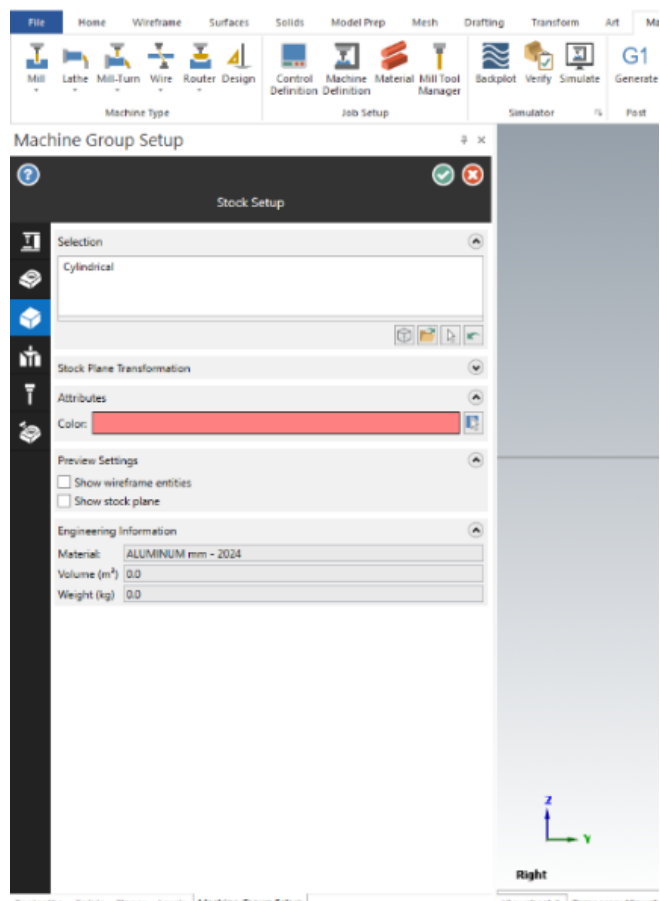 File Home Wireframe Surfaces Solids Model Prep Mesh Drafting Transform Art Ma
Mill Lathe Mill-Turn Wire Router Design Control Definition Machine Definition Material Mill Tool Manager Backplot Verify Simulate G1 Generate
Machine Type Job Setup Simulator Post
Machine Group Setup
Stock Setup
Selection
Cylindrical
Stock Plane Transformation
Attributes
Color:
Preview Settings
Show wireframe entities
Show stock plane
Engineering Information
Material: ALUMINUM mm - 2024
Volume (m³) 0.0
Weight (kg) 0.0
Z
Y
Right